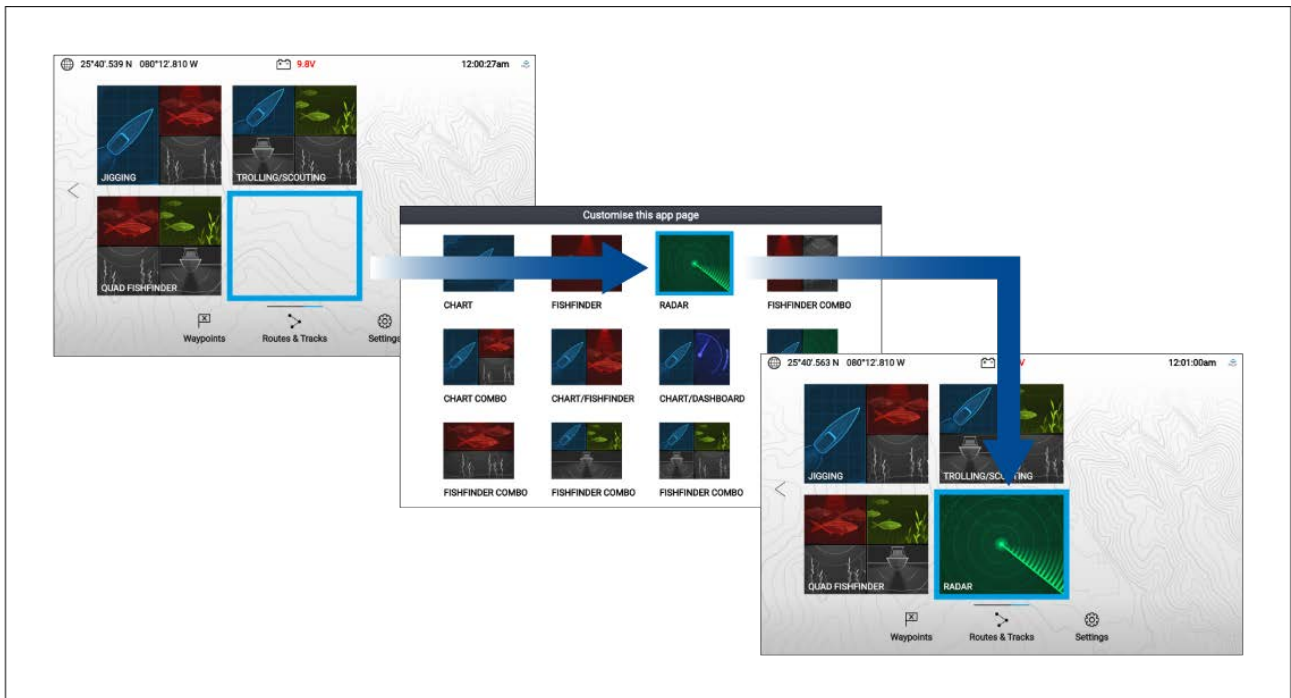 25°40'.539 N 080°12'.810 W 9.8V 12:00:27am
JIGGING TROLLING/SCOUTING
QUAD FISHFINDER
Waypoints Routes & Tracks Settings
Customise this app page
CHART FISHFINDER RADAR FISHFINDER COMBO
CHART COMBO CHART/FISHFINDER CHART/DASHBOARD
FISHFINDER COMBO FISHFINDER COMBO FISHFINDER COMBO
25°40'.563 N 080°12'.810 W V 12:01:00am
JIGGING TROLLING/SCOUTING
QUAD FISHFINDER RADAR
Waypoints Routes & Tracks Settings